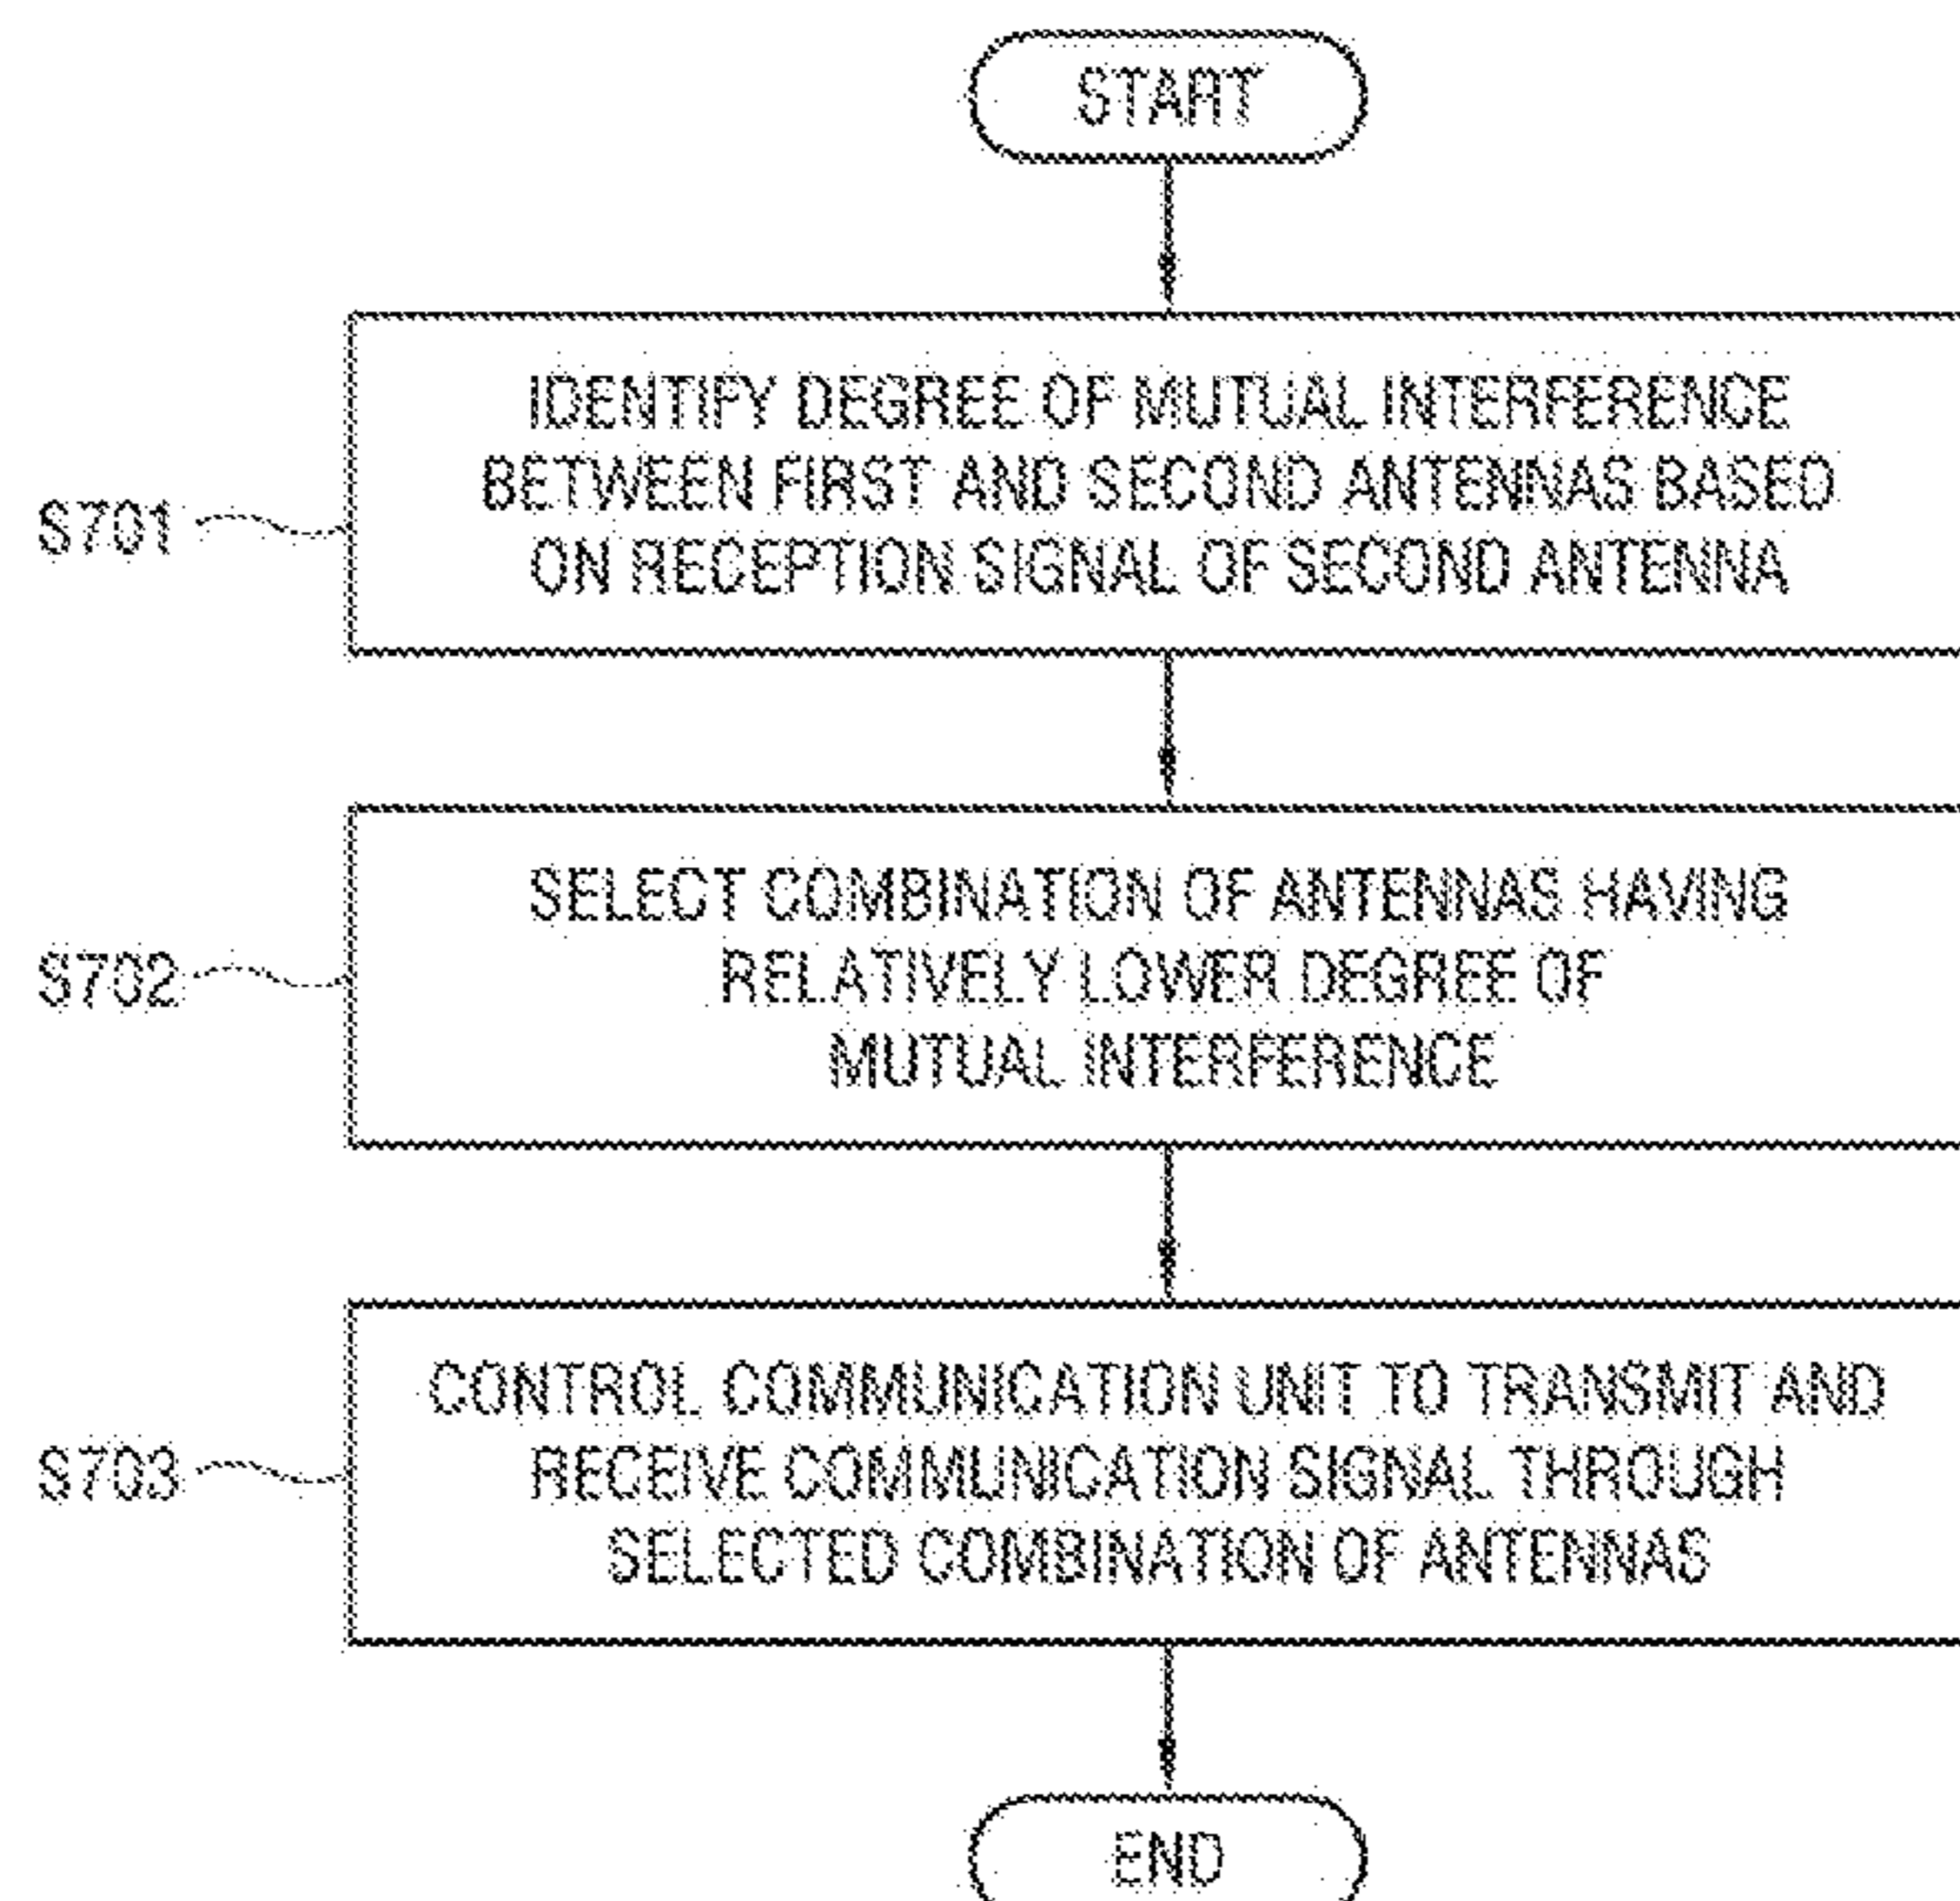 START
IDENTIFY DEGREE OF MUTUAL INTERFERENCE
BETWEEN FIRST AND SECOND ANTENNAS BASED
ON RECEPTION SIGNAL OF SECOND ANTENNA
S701
SELECT COMBINATION OF ANTENNAS HAVING
RELATIVELY LOWER DEGREE OF
MUTUAL INTERFERENCE
S702
CONTROL COMMUNICATION UNIT TO TRANSMIT AND
RECEIVE COMMUNICATION SIGNAL THROUGH
SELECTED COMBINATION OF ANTENNAS
S703
END